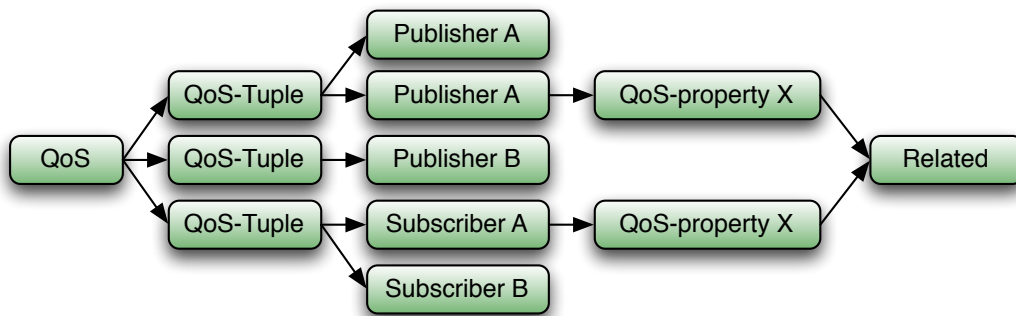 Publisher A
QoS-Tuple
Publisher A
QoS-property X
QoS
QoS-Tuple
Publisher B
Related
QoS-Tuple
Subscriber A
QoS-property X
Subscriber B